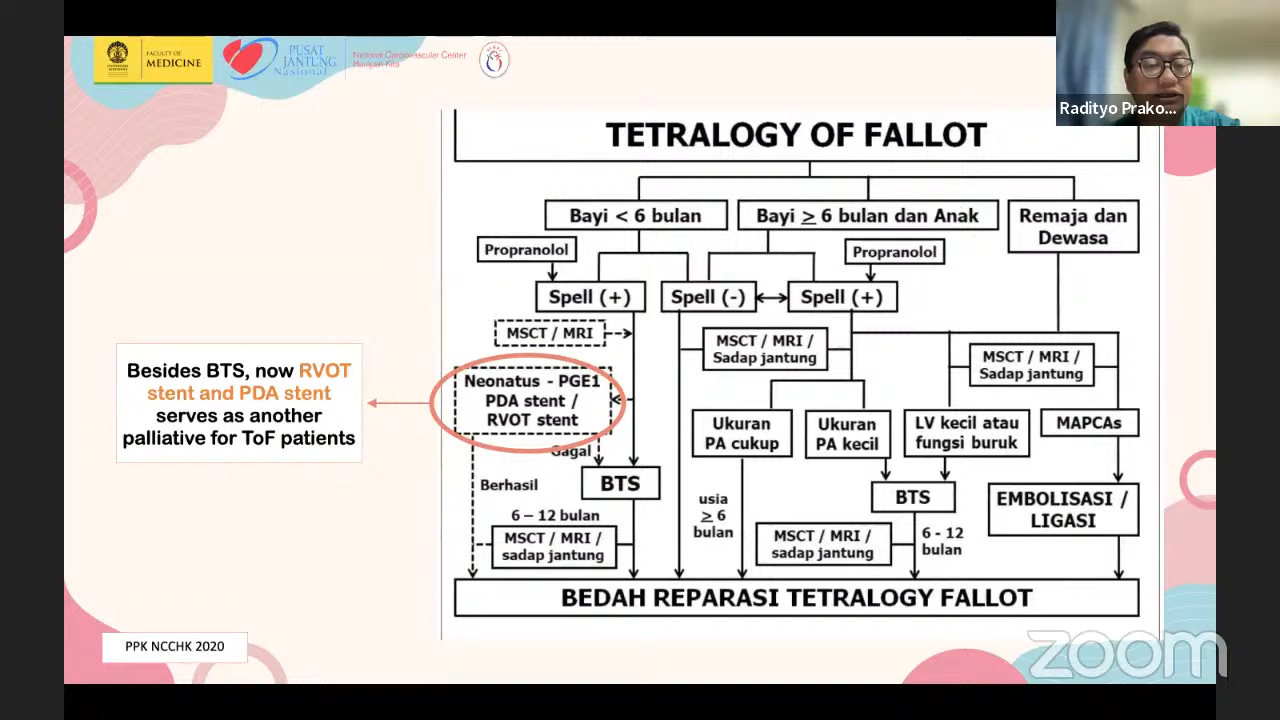 FACULTY OF
MEDICINE
PUSAT
JANTUNG
Nasional
National Cardiovascular Center
Harapan Kita
Radityo Prako...
TETRALOGY OF FALLOT
Bayi < 6 bulan
Bayi ≥ 6 bulan dan Anak
Remaja dan
Dewasa
Propranolol
Propranolol
Spell (+)
Spell (-)
Spell (+)
MSCT / MRI
MSCT / MRI /
Sadap jantung
MSCT / MRI /
Sadap jantung
Besides BTS, now RVOT
stent and PDA stent
serves as another
palliative for ToF patients
Neonatus - PGE1
PDA stent /
RVOT stent
Ukuran
PA cukup
Ukuran
PA kecil
LV kecil atau
fungsi buruk
MAPCAs
Gagal
Berhasil
BTS
BTS
EMBOLISASI /
LIGASI
usia
≥ 6
bulan
6 – 12 bulan
MSCT / MRI /
sadap jantung
MSCT / MRI /
sadap jantung
6 - 12
bulan
BEDAH REPARASI TETRALOGY FALLOT
PPK NCCHK 2020
zoom